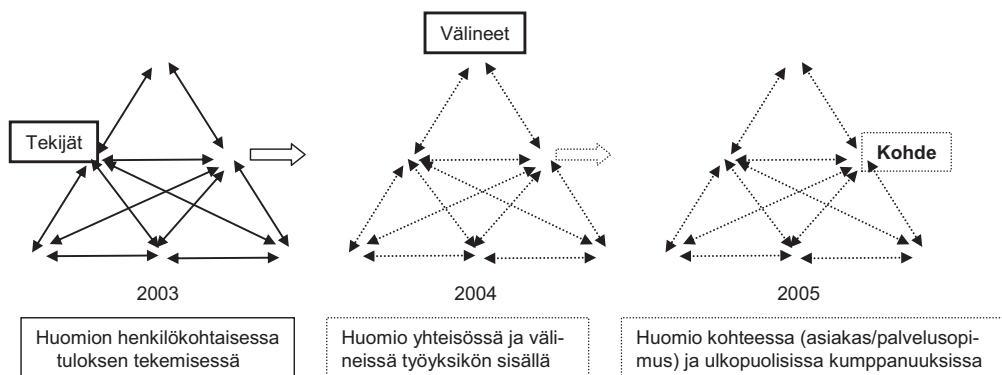 Välineet
Tekijät
Kohde
2003
2004
2005
Huomion henkilökohtaisessa
tuloksen tekemisessä
Huomio yhteisössä ja väli-
neissä työyksikön sisällä
Huomio kohteessa (asiakas/palvelusopi-
mus) ja ulkopuolisissa kumppanuuksissa